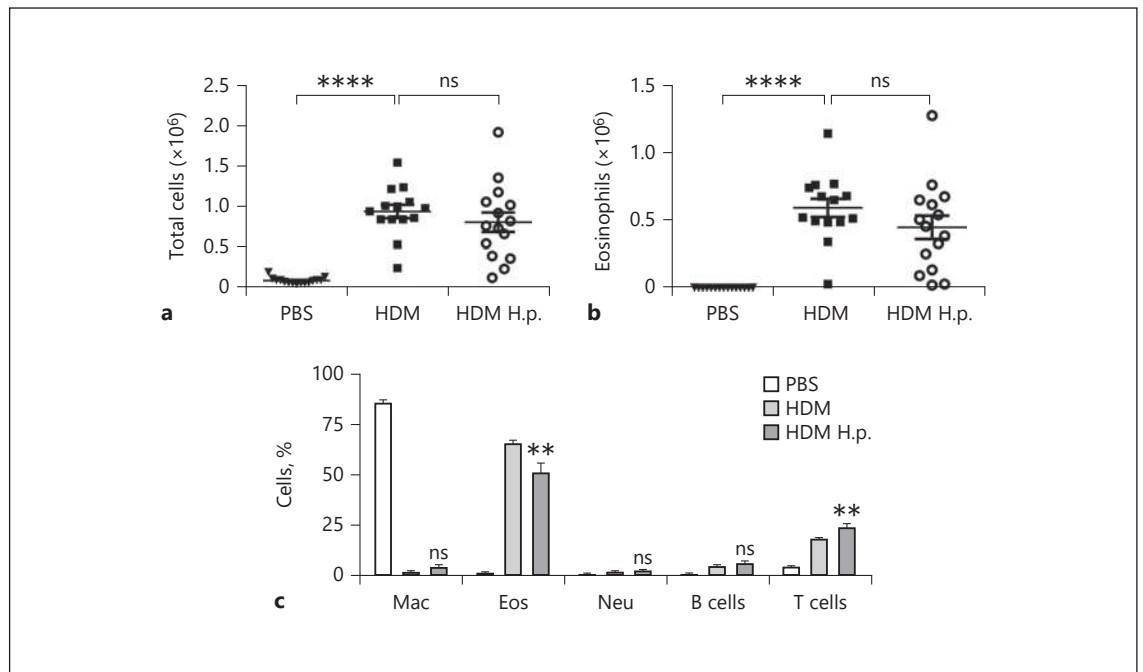 **** ns
2.5
2.0
1.5
1.0
0.5
0
Total cells (×10⁶)
PBS HDM HDM H.p.
a
**** ns
1.5
1.0
0.5
0
Eosinophils (×10⁶)
PBS HDM HDM H.p.
b
100
75
50
25
0
Cells, %
PBS
HDM
HDM H.p.
ns ** ns ns **
Mac Eos Neu B cells T cells
c